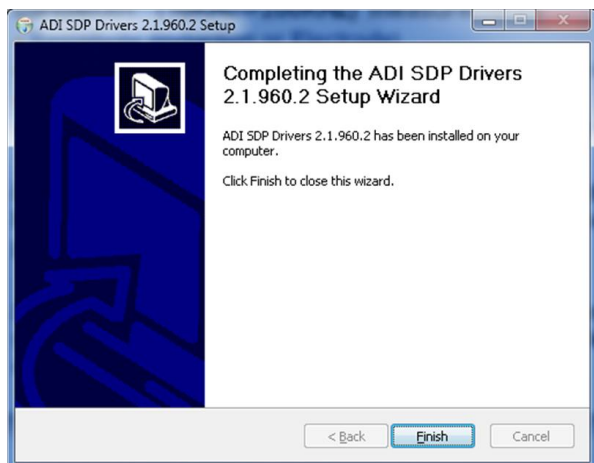 ADI SDP Drivers 2.1.960.2 Setup
Completing the ADI SDP Drivers
2.1.960.2 Setup Wizard
ADI SDP Drivers 2.1.960.2 has been installed on your
computer.
Click Finish to close this wizard.
< Back Finish Cancel